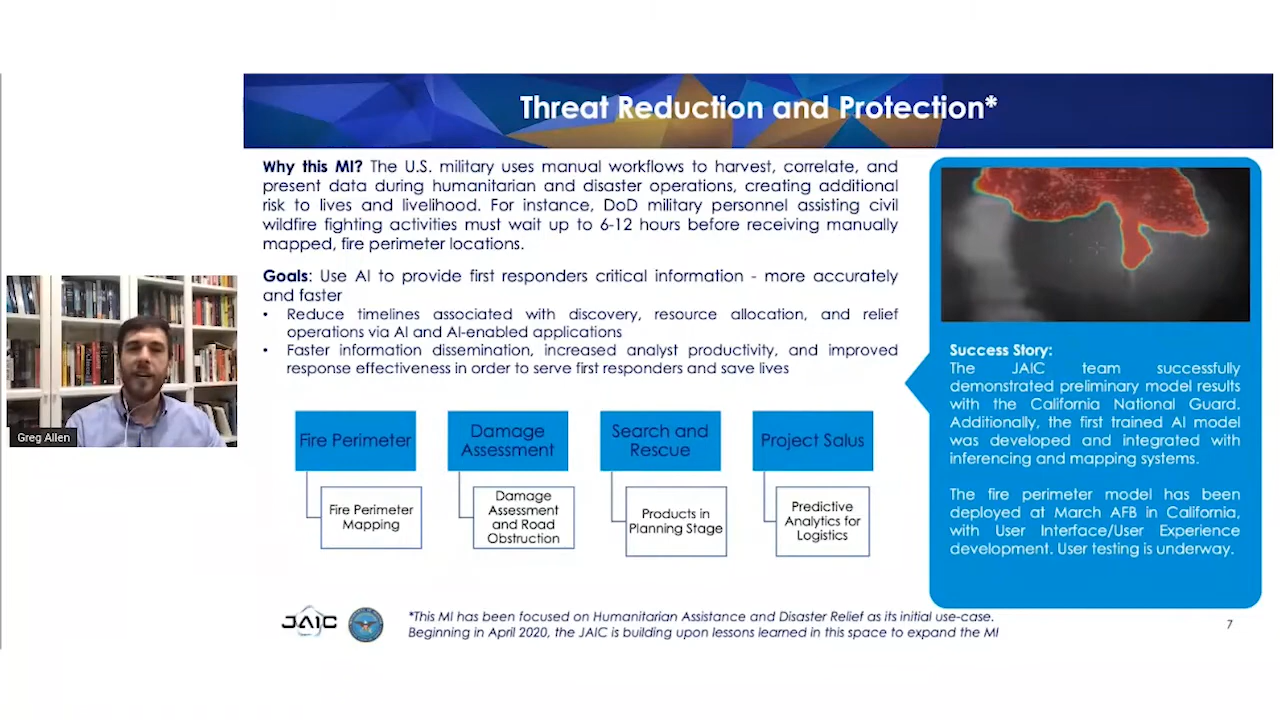 Threat Reduction and Protection*
Why this MI? The U.S. military uses manual workflows to harvest, correlate, and
present data during humanitarian and disaster operations, creating additional
risk to lives and livelihood. For instance, DoD military personnel assisting civil
wildfire fighting activities must wait up to 6-12 hours before receiving manually
mapped, fire perimeter locations.
Goals: Use AI to provide first responders critical information - more accurately
and faster
• Reduce timelines associated with discovery, resource allocation, and relief
operations via AI and AI-enabled applications
• Faster information dissemination, increased analyst productivity, and improved
response effectiveness in order to serve first responders and save lives
Fire Perimeter
Fire Perimeter
Mapping
Damage
Assessment
Damage
Assessment
and Road
Obstruction
Search and
Rescue
Products in
Planning Stage
Project Salus
Predictive
Analytics for
Logistics
Success Story:
The JAIC team successfully
demonstrated preliminary model results
with the California National Guard.
Additionally, the first trained AI model
was developed and integrated with
inferencing and mapping systems.
The fire perimeter model has been
deployed at March AFB in California,
with User Interface/User Experience
development. User testing is underway.
Greg Allen
JAIC
*This MI has been focused on Humanitarian Assistance and Disaster Relief as its initial use-case.
Beginning in April 2020, the JAIC is building upon lessons learned in this space to expand the MI
7